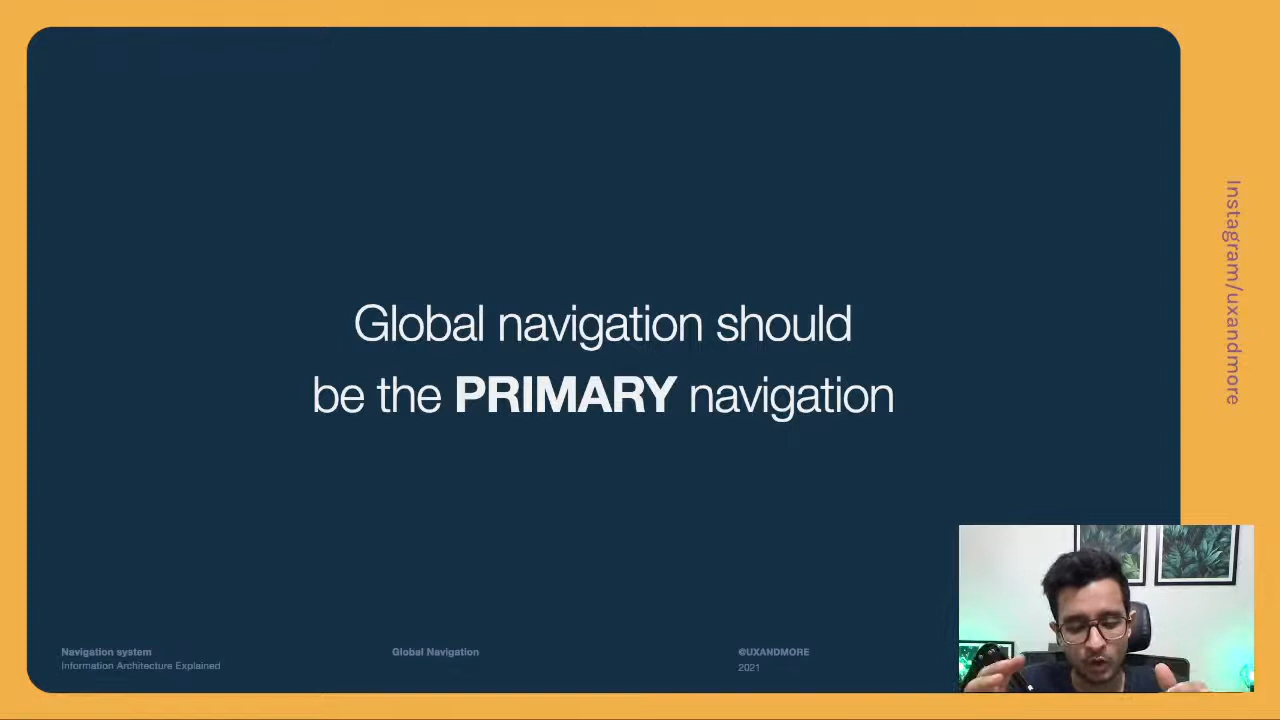 Global navigation should
be the PRIMARY navigation
Instagram/uxandmore
Navigation system
Information Architecture Explained
Global Navigation
@UXANDMORE
2021